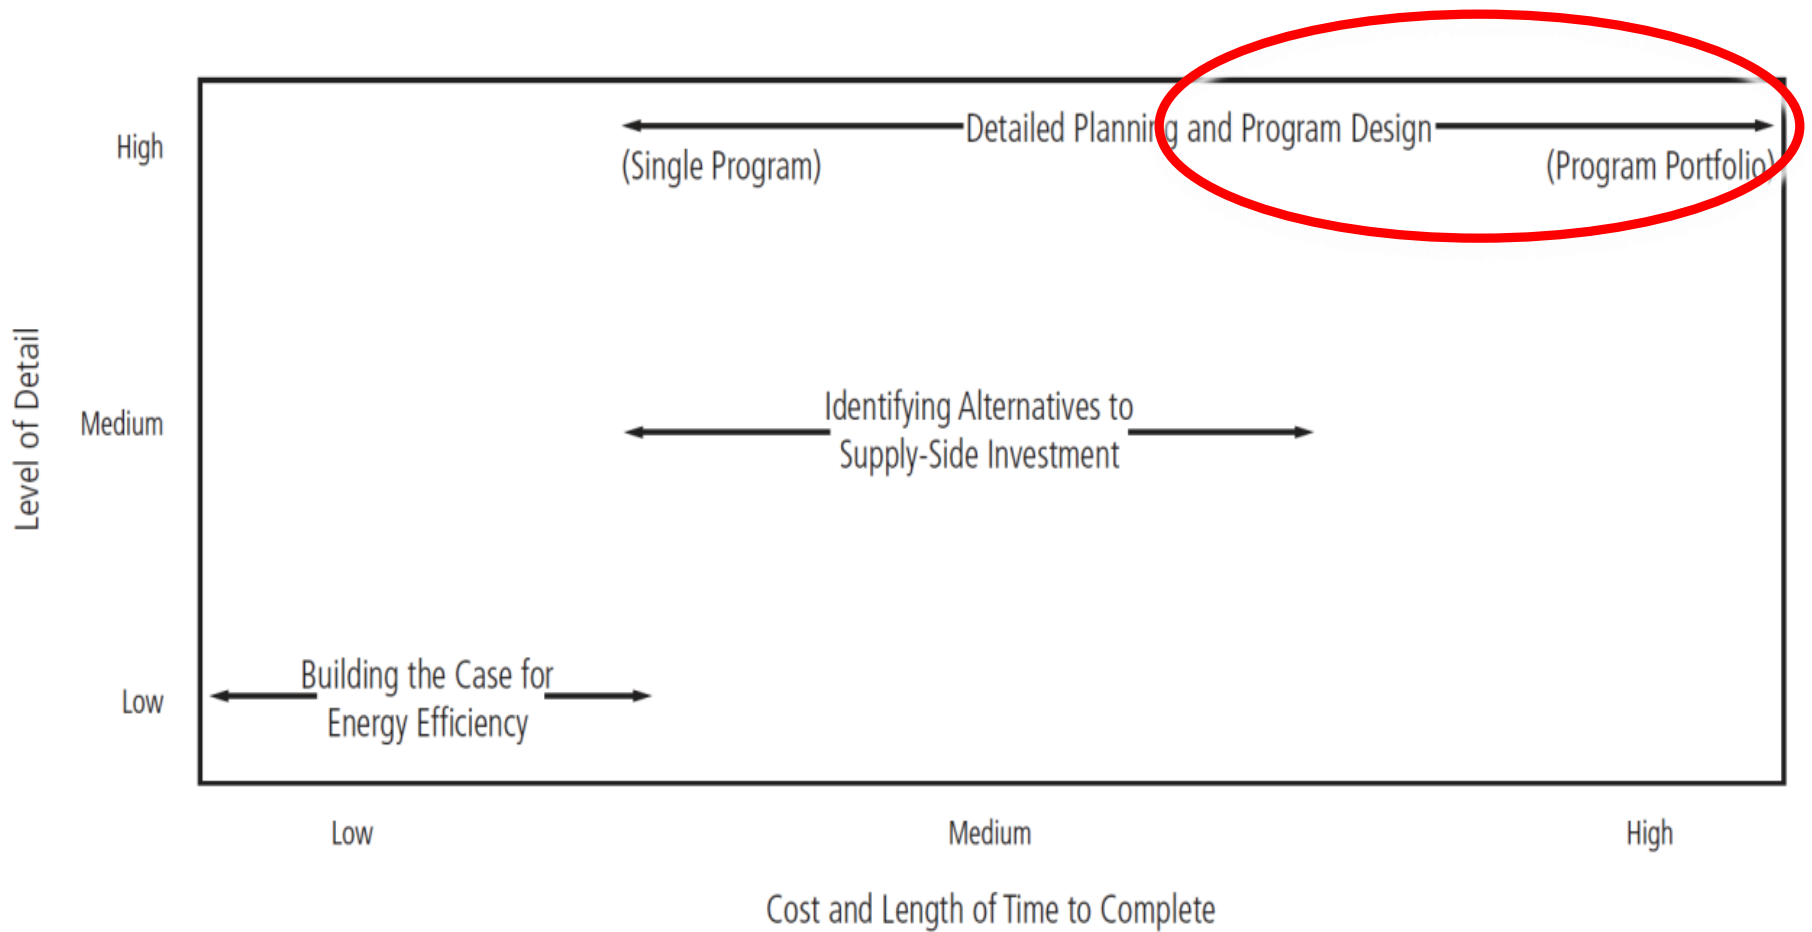 High
Detailed Planning and Program Design
(Single Program)
(Program Portfolio)
Level of Detail
Medium
Identifying Alternatives to
Supply-Side Investment
Low
Building the Case for
Energy Efficiency
Low
Medium
High
Cost and Length of Time to Complete